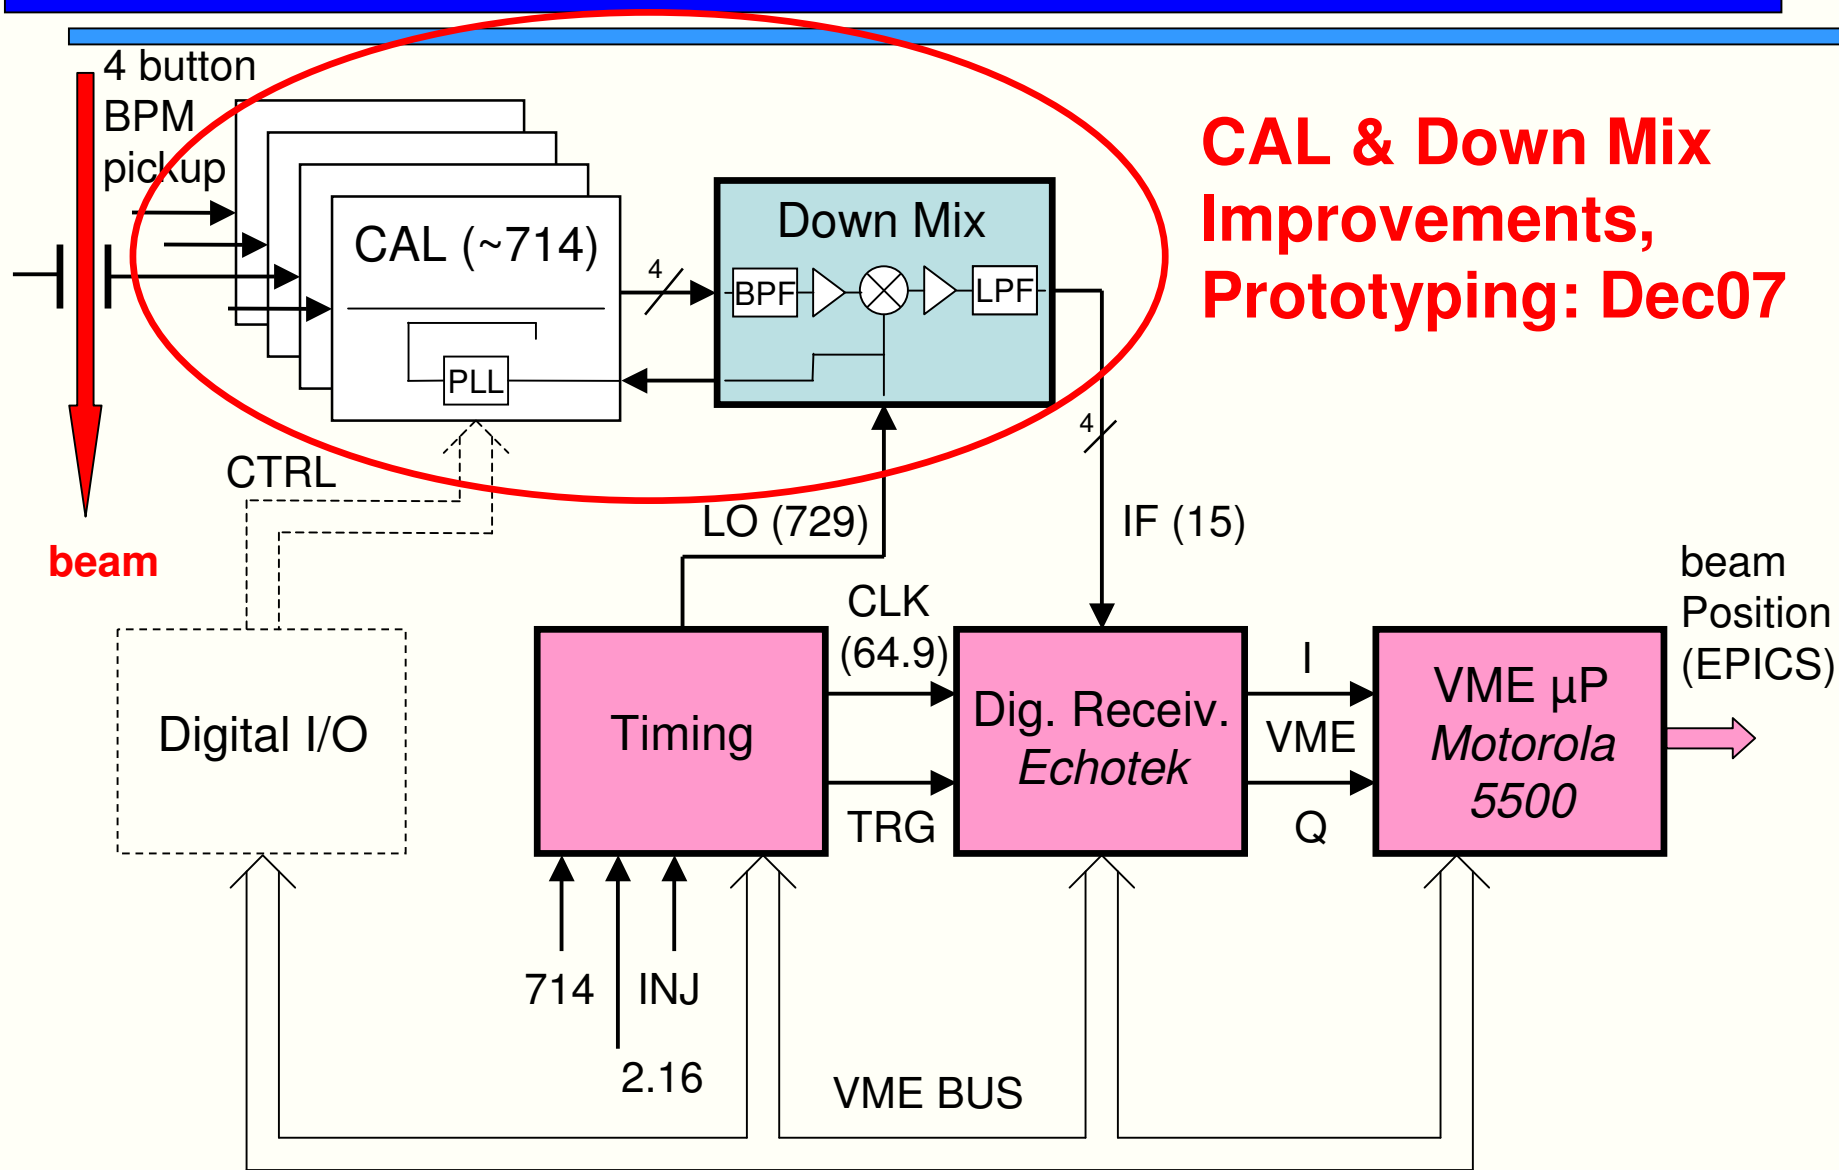 4 button
BPM
pickup
CAL & Down Mix
Improvements,
Prototyping: Dec07
CAL (~714)
4
Down Mix
BPF
LPF
PLL
4
CTRL
LO (729)
IF (15)
beam
beam
Position
(EPICS)
CLK
(64.9)
Digital I/O
Timing
Dig. Receiv.
Echotek
I
VME
Q
VME µP
Motorola
5500
TRG
714
INJ
2.16
VME BUS